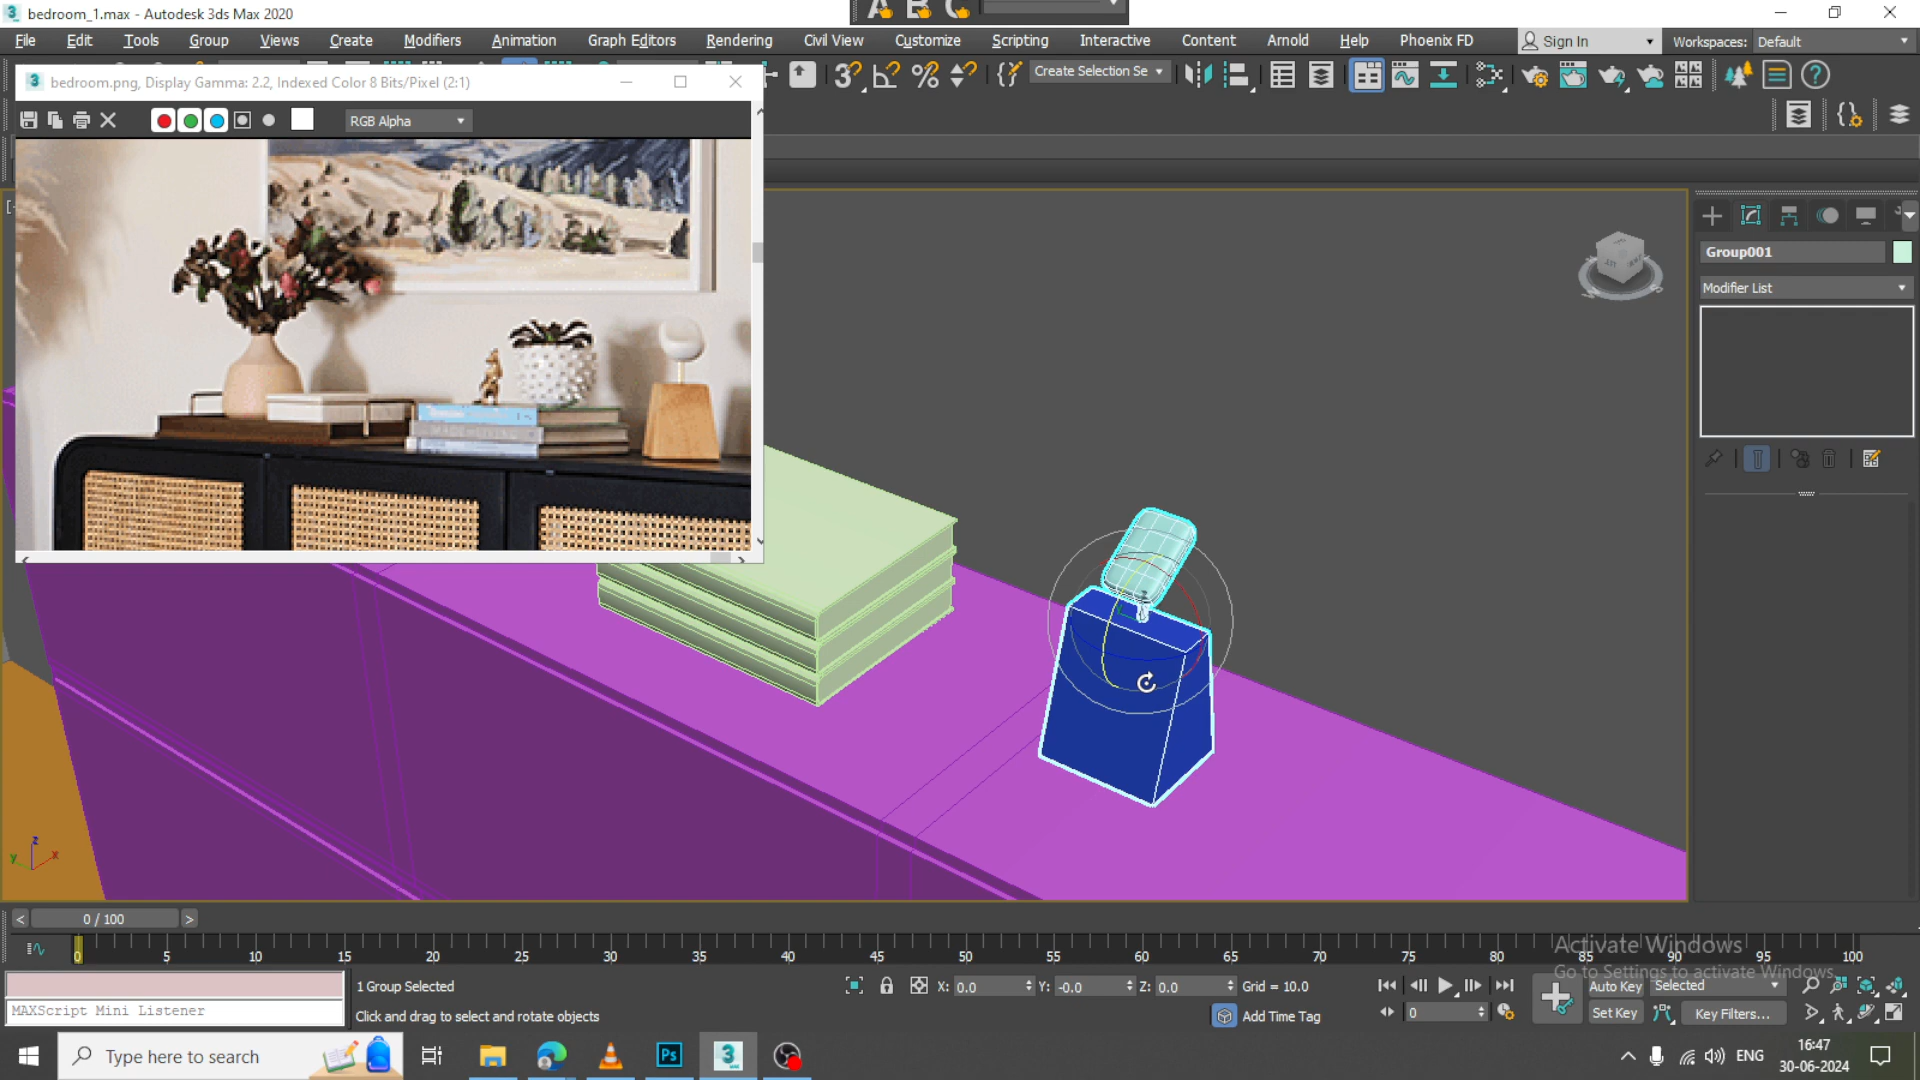 bedroom_1.max - Autodesk 3ds Max 2020
File Edit Tools Group Views Create Modifiers Animation Graph Editors Rendering Civil View Customize Scripting Interactive Content Arnold Help Phoenix FD Sign In Workspaces: Default
bedroom.png, Display Gamma: 2.2, Indexed Color 8 Bits/Pixel (2:1)
Create Selection Se
RGB Alpha
Group001
Modifier List
z
y x
< 0 / 100 >
0 5 10 15 20 25 30 35 40 45 50 55 60 65 70 75 80 85 90 95 100
Activate Windows
Go to Settings to activate Windows.
1 Group Selected X: 0.0 Y: -0.0 Z: 0.0 Grid = 10.0 Auto Key Selected
MAXScript Mini Listener
Click and drag to select and rotate objects Add Time Tag 0 Set Key Key Filters...
Type here to search Ps 3 ENG 16:47
30-06-2024